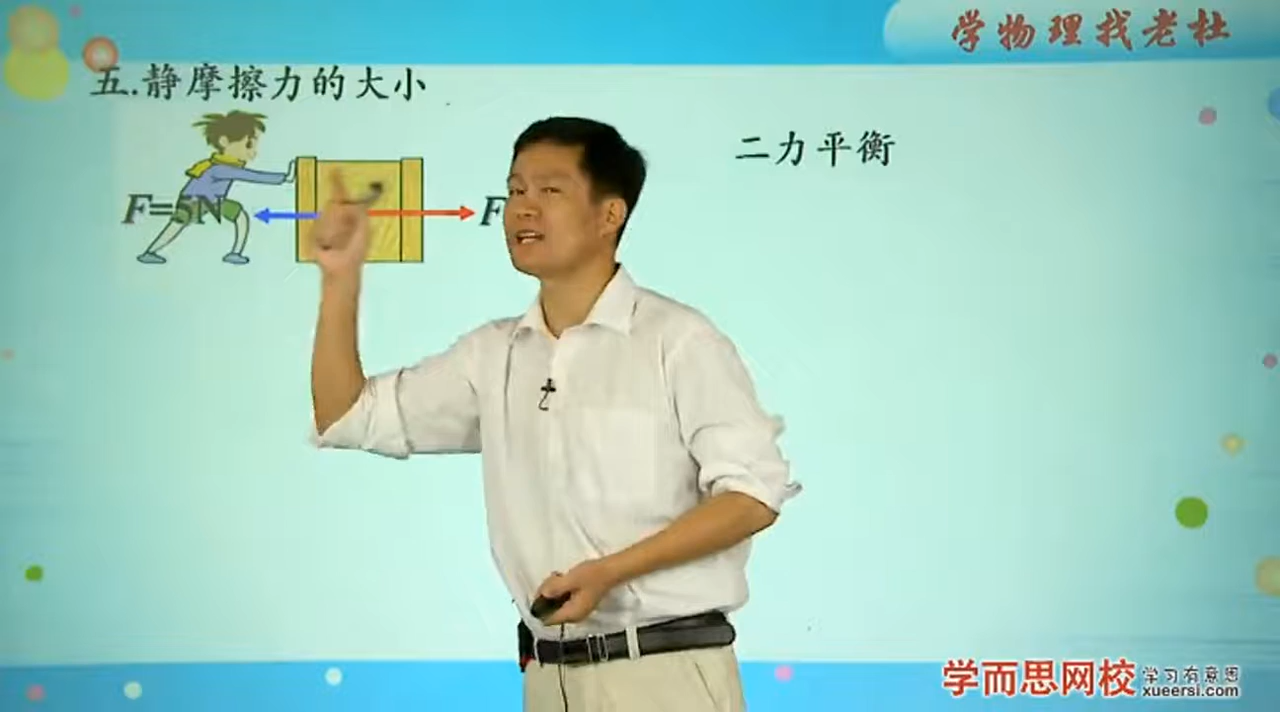 学物理找老杜
五.静摩擦力的大小
二力平衡
F=5N
F
学而思网校
学习有意思
xueersi.com